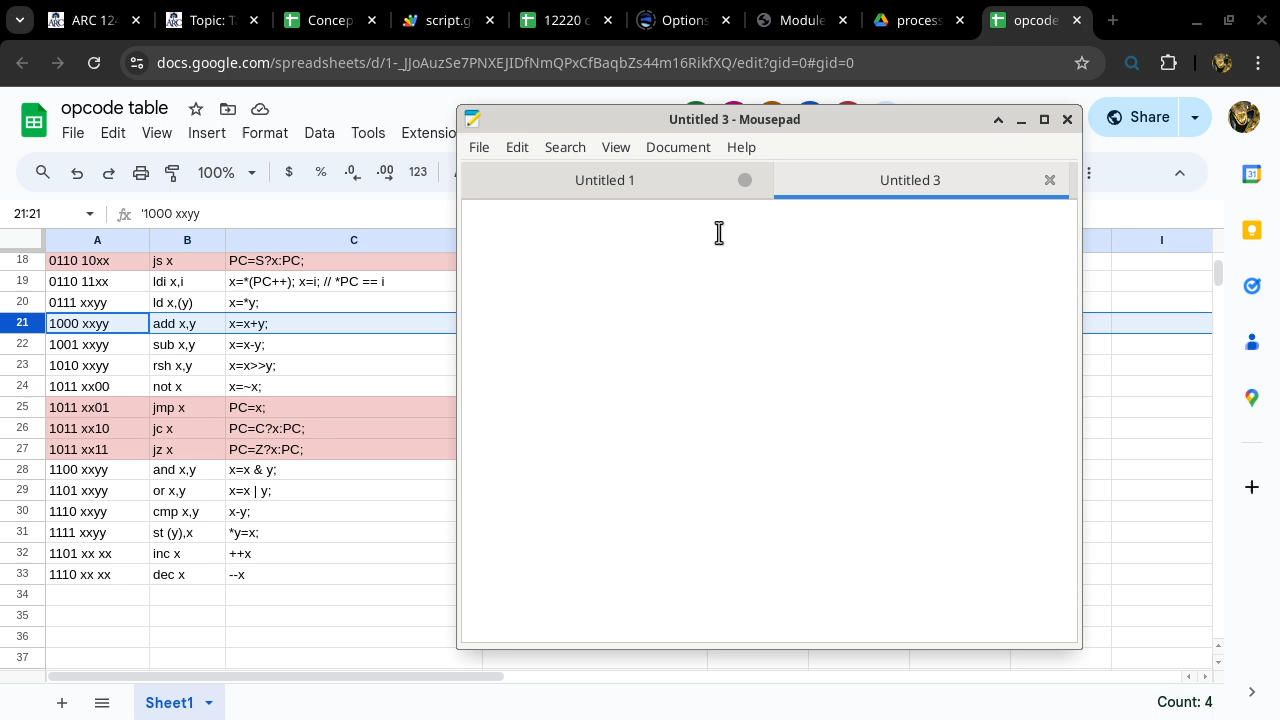 ARC 124
Topic: Ta
Concep
script.g
12220 c
Options
Module
process
opcode
docs.google.com/spreadsheets/d/1-_JJoAuzSe7PNXEJIDfNmQPxCfBaqbZs44m16RikfXQ/edit?gid=0#gid=0
opcode table
File Edit View Insert Format Data Tools Extensio
Share
100% $ % .0 .00 123
21:21 fx '1000 xxyy
A B C I
18 0110 10xx js x PC=S?x:PC;
19 0110 11xx ldi x,i x=*(PC++); x=i; // *PC == i
20 0111 xxyy ld x,(y) x=*y;
21 1000 xxyy add x,y x=x+y;
22 1001 xxyy sub x,y x=x-y;
23 1010 xxyy rsh x,y x=x>>y;
24 1011 xx00 not x x=~x;
25 1011 xx01 jmp x PC=x;
26 1011 xx10 jc x PC=C?x:PC;
27 1011 xx11 jz x PC=Z?x:PC;
28 1100 xxyy and x,y x=x & y;
29 1101 xxyy or x,y x=x | y;
30 1110 xxyy cmp x,y x-y;
31 1111 xxyy st (y),x *y=x;
32 1101 xx xx inc x ++x
33 1110 xx xx dec x --x
34
35
36
37
Untitled 3 - Mousepad
File Edit Search View Document Help
Untitled 1 Untitled 3
31
Sheet1
Count: 4